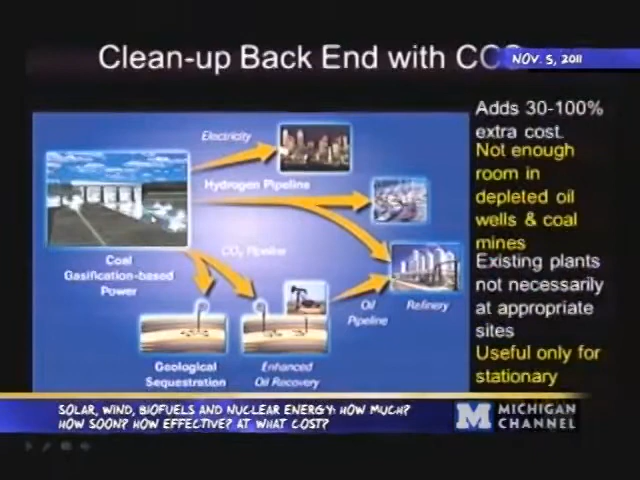 Clean-up Back End with CCS
NOV. 5, 2011
Adds 30-100%
extra cost.
Not enough
room in
depleted oil
wells & coal
mines
Existing plants
not necessarily
at appropriate
sites
Useful only for
stationary
Electricity
Hydrogen Pipeline
CO₂ Pipeline
Coal
Gasification-based
Power
Oil
Pipeline
Refinery
Geological
Sequestration
Enhanced
Oil Recovery
SOLAR, WIND, BIOFUELS AND NUCLEAR ENERGY: HOW MUCH?
HOW SOON? HOW EFFECTIVE? AT WHAT COST?
M MICHIGAN
CHANNEL